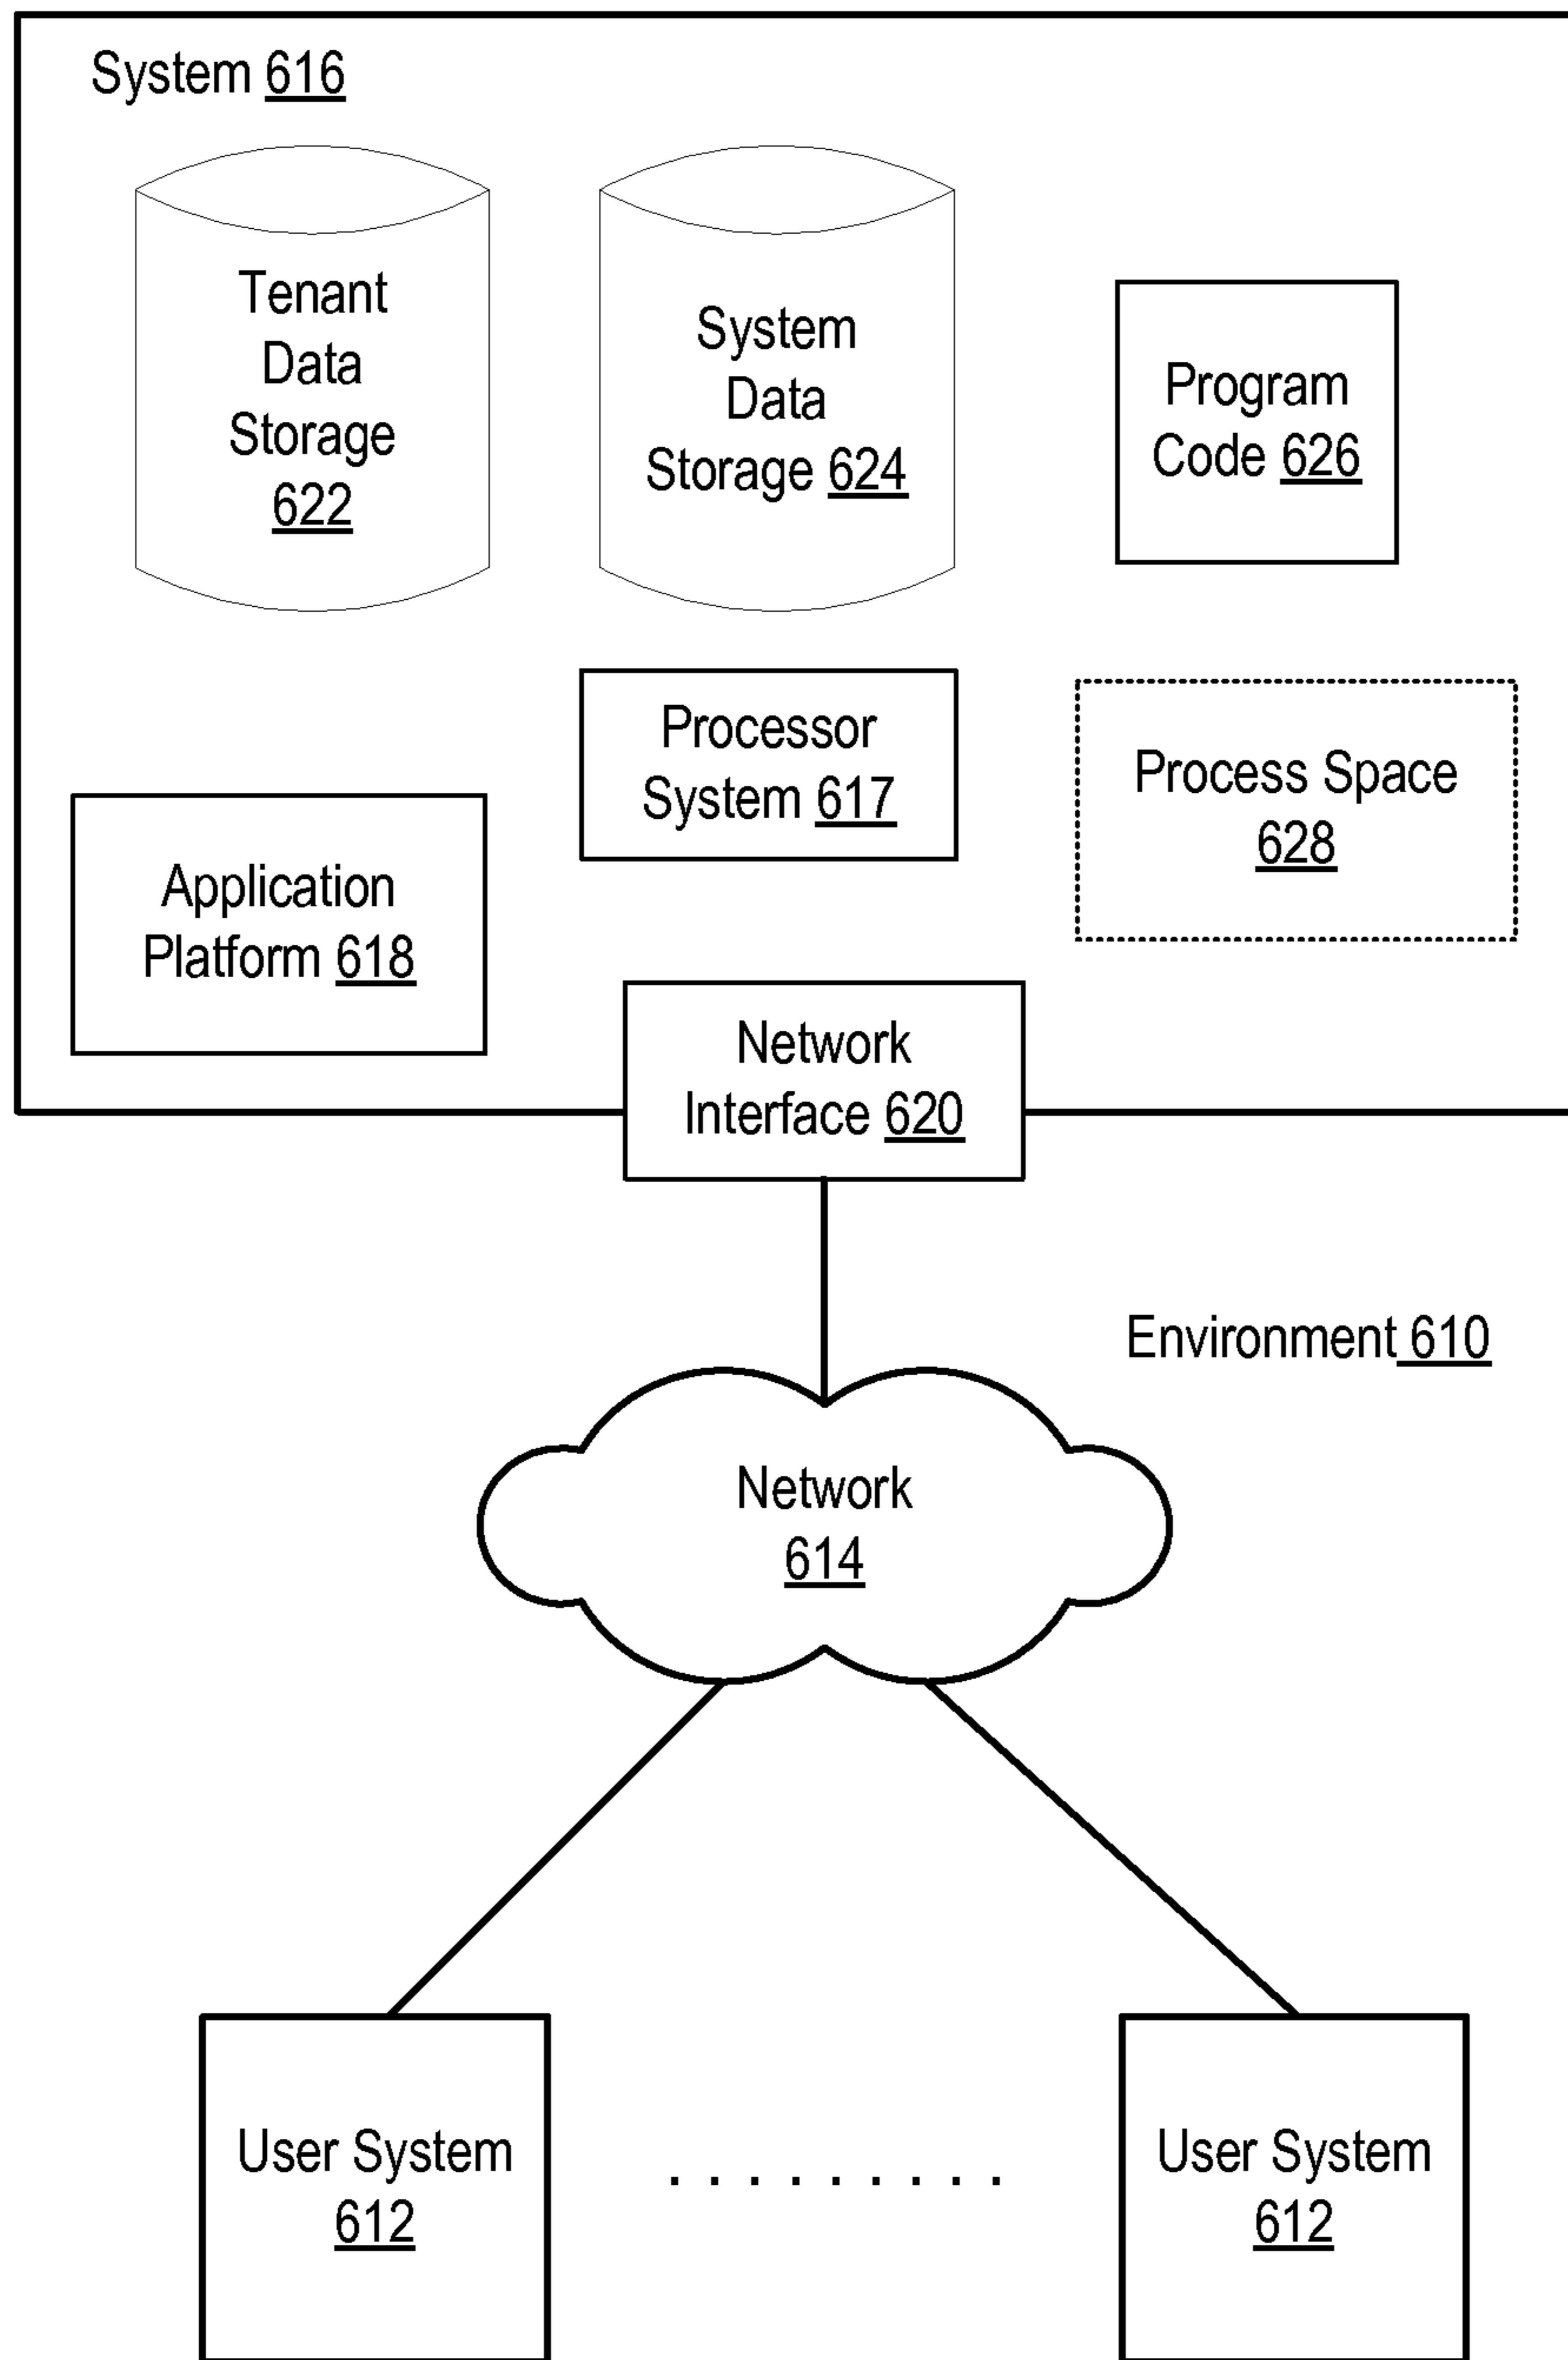 System 616
Tenant
Data
Storage
622
System
Data
Storage 624
Program
Code 626
Processor
System 617
Process Space
628
Application
Platform 618
Network
Interface 620
Environment 610
Network
614
User System
612
. . . . . . . . .
User System
612